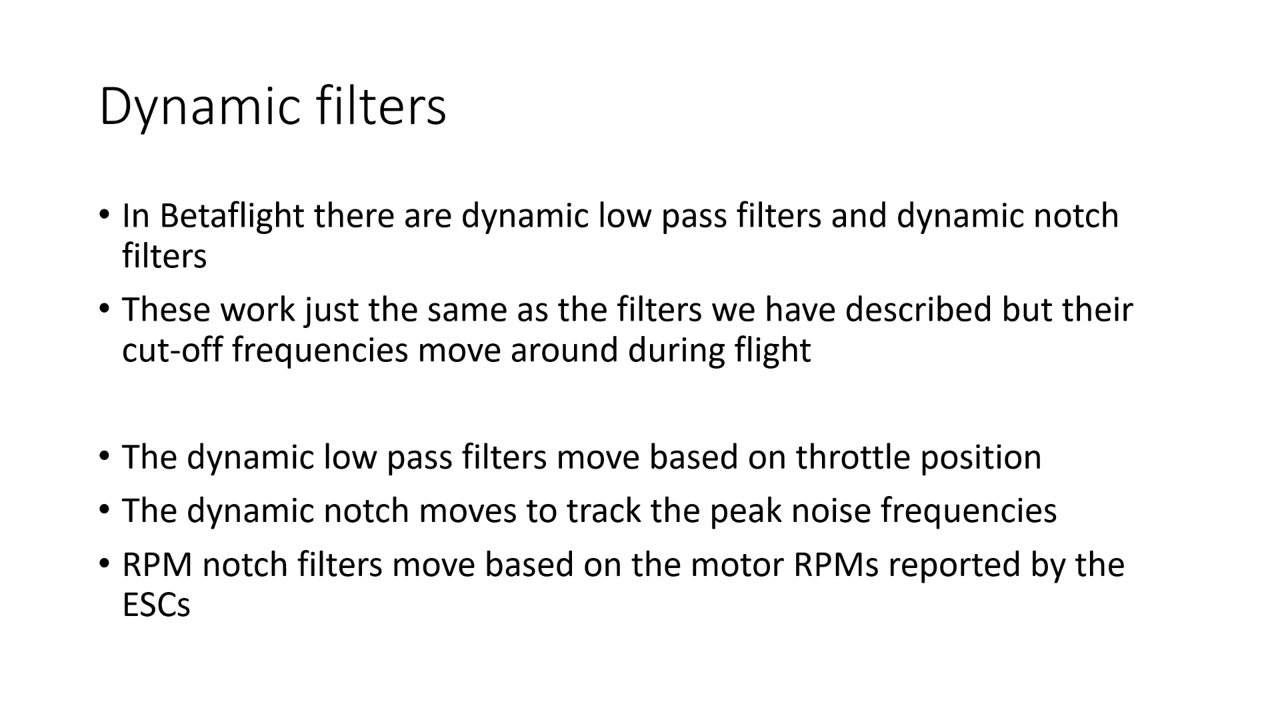 Dynamic filters
• In Betaflight there are dynamic low pass filters and dynamic notch
filters
• These work just the same as the filters we have described but their
cut-off frequencies move around during flight
• The dynamic low pass filters move based on throttle position
• The dynamic notch moves to track the peak noise frequencies
• RPM notch filters move based on the motor RPMs reported by the
ESCs